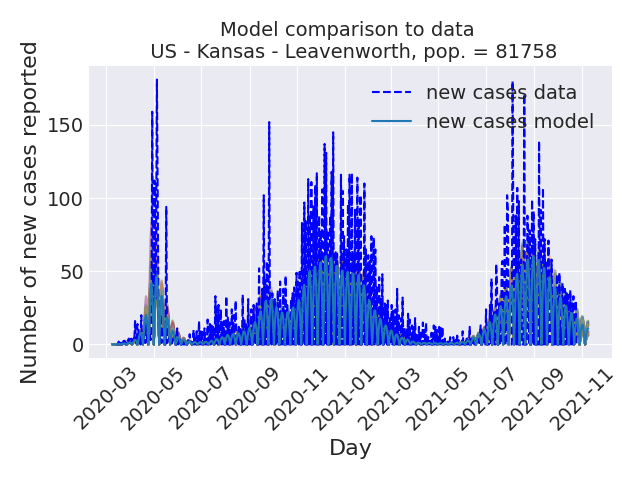 Model comparison to data
US - Kansas - Leavenworth, pop. = 81758
Number of new cases reported
new cases data
new cases model
150
100
50
0
2020-03
2020-05
2020-07
2020-09
2020-11
2021-01
2021-03
2021-05
2021-07
2021-09
2021-11
Day